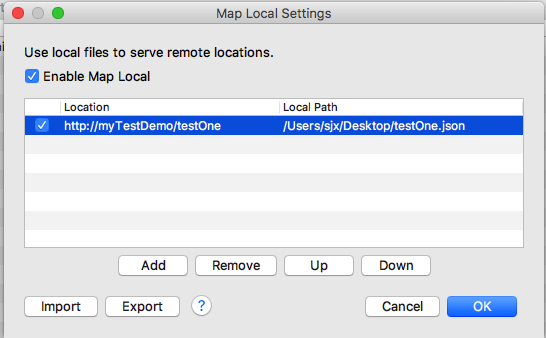 Map Local Settings
Use local files to serve remote locations.
Enable Map Local
Location Local Path
http://myTestDemo/testOne /Users/sjx/Desktop/testOne.json
Add Remove Up Down
Import Export ? Cancel OK